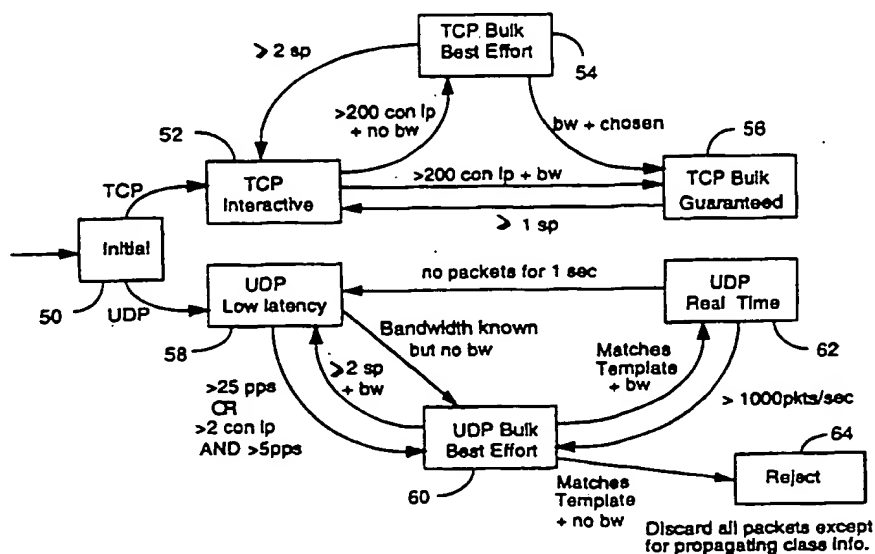 TCP Bulk
Best Effort
54
⩾ 2 sp
>200 con lp
+ no bw
bw + chosen
52
56
TCP
TCP
Interactive
>200 con lp + bw
TCP Bulk
Guaranteed
⩾ 1 sp
Initial
50
UDP
UDP
Low latency
58
no packets for 1 sec
UDP
Real Time
62
Bandwidth known
but no bw
⩾2 sp
+ bw
Matches
Template
+ bw
> 1000pkts/sec
>25 pps
OR
>2 con lp
AND >5pps
UDP Bulk
Best Effort
60
64
Reject
Matches
Template
+ no bw
Discard all packets except
for propagating class info.